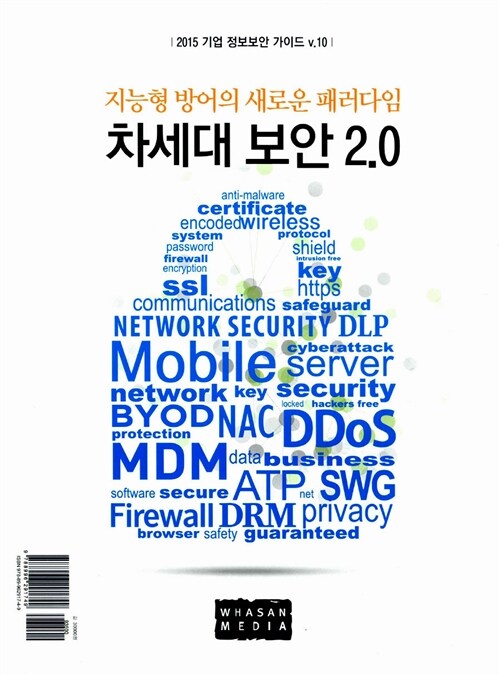 | 2015 기업 정보보안 가이드 v.10 |
지능형 방어의 새로운 패러다임
차세대 보안 2.0
anti-malware
certificate
encoded wireless
system protocol
password shield
firewall intrusion free
encryption key
ssl https
communications safeguard
NETWORK SECURITY DLP
Mobile cyberattack
server
network key security
locked hackers free
BYOD NAC DDoS
protection
MDM data business
software secure ATP net SWG
Firewall DRM privacy
browser safety guaranteed
WHASAN
MEDIA